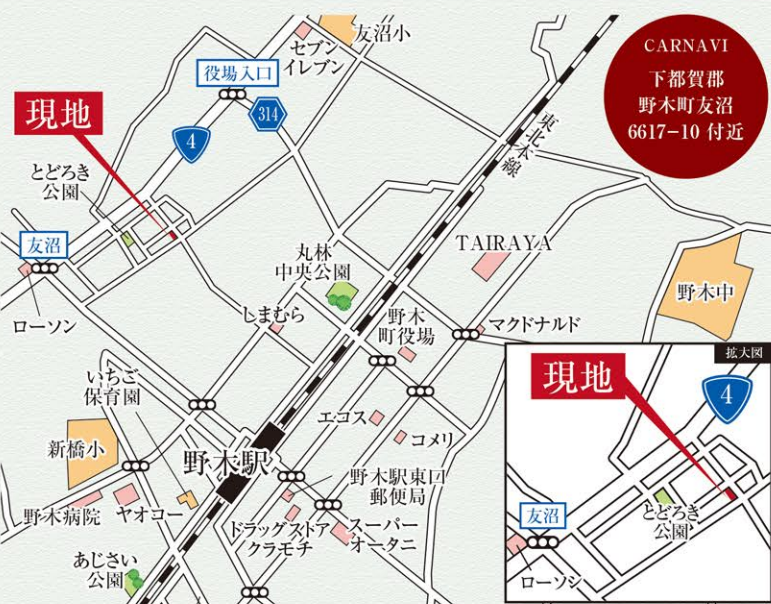 友沼小
セブン
イレブン
役場入口
314
4
現地
とどろき
公園
友沼
ローソン
東北本線
CARNAVI
下都賀郡
野木町友沼
6617-10 付近
TAIRAYA
丸林
中央公園
しまむら
野木
町役場
マクドナルド
野木中
いちご
保育園
エコス
コメリ
新橋小
野木駅
野木駅東口
郵便局
野木病院
ヤオコー
ドラッグストア
クラモチ
スーパー
オータニ
あじさい
公園
拡大図
現地
4
友沼
とどろき
公園
ローソン